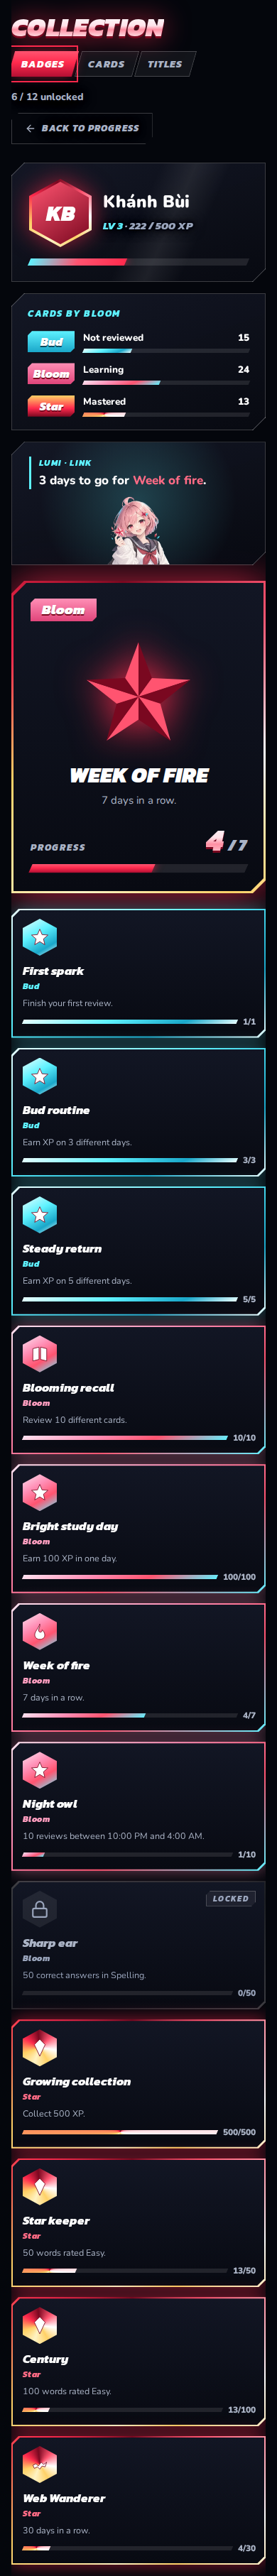 COLLECTION
BADGES CARDS TITLES
6 / 12 unlocked
← BACK TO PROGRESS
KB
Khánh Bùi
LV 3 · 222 / 500 XP
CARDS BY BLOOM
Bud Not reviewed 15
Bloom Learning 24
Star Mastered 13
LUMI · LINK
3 days to go for Week of fire.
Bloom
WEEK OF FIRE
7 days in a row.
PROGRESS 4 / 7
First spark
Bud
Finish your first review.
1/1
Bud routine
Bud
Earn XP on 3 different days.
3/3
Steady return
Bud
Earn XP on 5 different days.
5/5
Blooming recall
Bloom
Review 10 different cards.
10/10
Bright study day
Bloom
Earn 100 XP in one day.
100/100
Week of fire
Bloom
7 days in a row.
4/7
Night owl
Bloom
10 reviews between 10:00 PM and 4:00 AM.
1/10
LOCKED
Sharp ear
Bloom
50 correct answers in Spelling.
0/50
Growing collection
Star
Collect 500 XP.
500/500
Star keeper
Star
50 words rated Easy.
13/50
Century
Star
100 words rated Easy.
13/100
Web Wanderer
Star
30 days in a row.
4/30